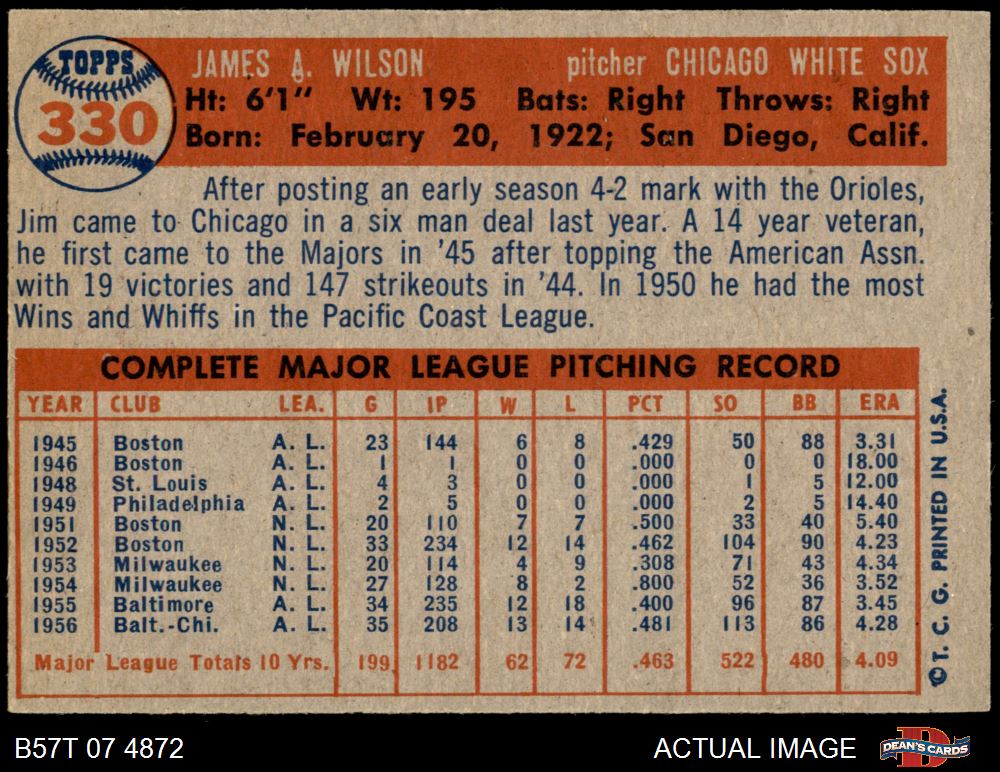 TOPPS
330
JAMES A. WILSON pitcher CHICAGO WHITE SOX
Ht: 6'1" Wt: 195 Bats: Right Throws: Right
Born: February 20, 1922; San Diego, Calif.
After posting an early season 4-2 mark with the Orioles,
Jim came to Chicago in a six man deal last year. A 14 year veteran,
he first came to the Majors in '45 after topping the American Assn.
with 19 victories and 147 strikeouts in '44. In 1950 he had the most
Wins and Whiffs in the Pacific Coast League.
COMPLETE MAJOR LEAGUE PITCHING RECORD
YEAR CLUB LEA. G IP W L PCT SO BB ERA
1945 Boston A. L. 23 144 6 8 .429 50 88 3.31
1946 Boston A. L. 1 1 0 0 .000 0 0 18.00
1948 St. Louis A. L. 4 3 0 0 .000 1 5 12.00
1949 Philadelphia A. L. 2 5 0 0 .000 2 5 14.40
1951 Boston N. L. 20 110 7 7 .500 33 40 5.40
1952 Boston N. L. 33 234 12 14 .462 104 90 4.23
1953 Milwaukee N. L. 20 114 4 9 .308 71 43 4.34
1954 Milwaukee N. L. 27 128 8 2 .800 52 36 3.52
1955 Baltimore A. L. 34 235 12 18 .400 96 87 3.45
1956 Balt.-Chi. A. L. 35 208 13 14 .481 113 86 4.28
Major League Totals 10 Yrs. 199 1182 62 72 .463 522 480 4.09
© T. C. G. PRINTED IN U.S.A.
B57T 07 4872 ACTUAL IMAGE
D
DEAN'S CARDS